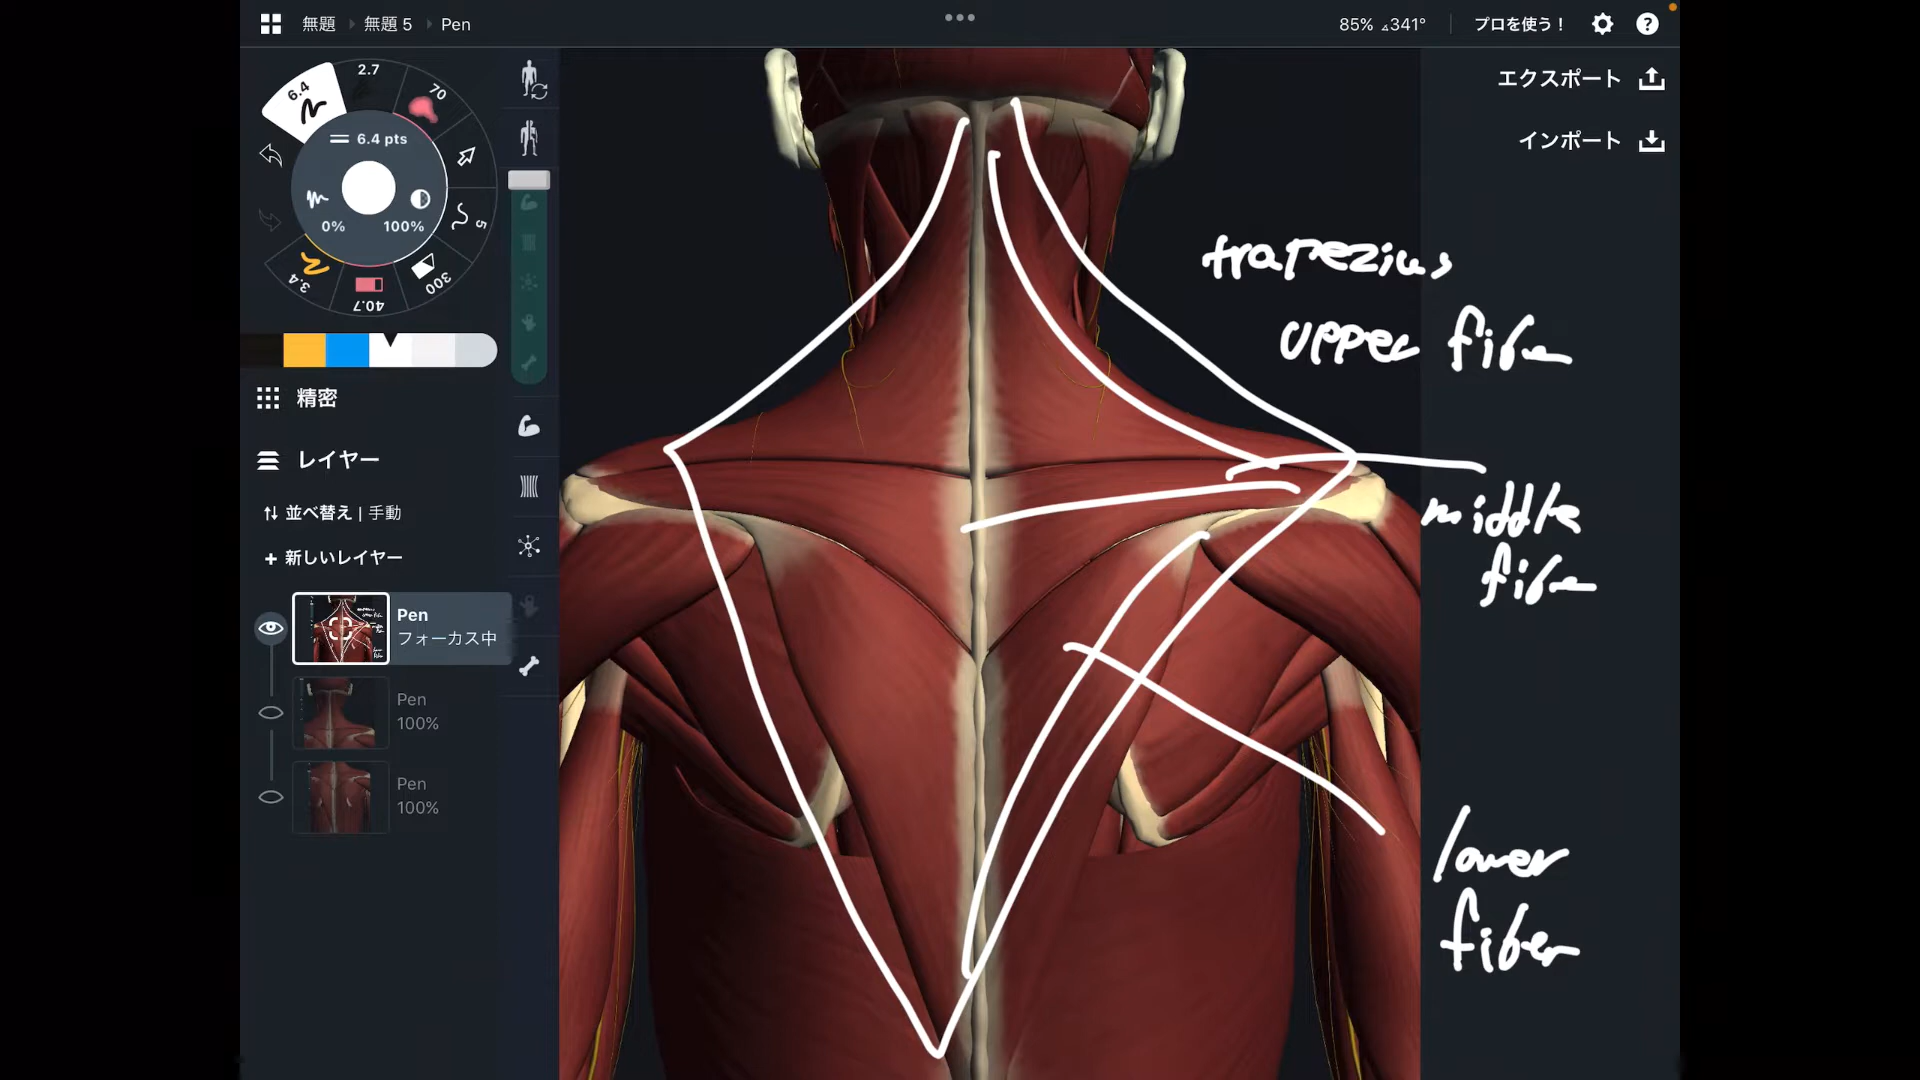 無題 無題 5 Pen
85% ⊿341° プロを使う！
エクスポート
インポート
2.7
6.4
70
6.4 pts
0% 100%
5
300
40.7
3.4
精密
レイヤー
並べ替え | 手動
+ 新しいレイヤー
Pen
フォーカス中
Pen
100%
Pen
100%
trapezius
upper fiber
middle
fiber
lower
fiber